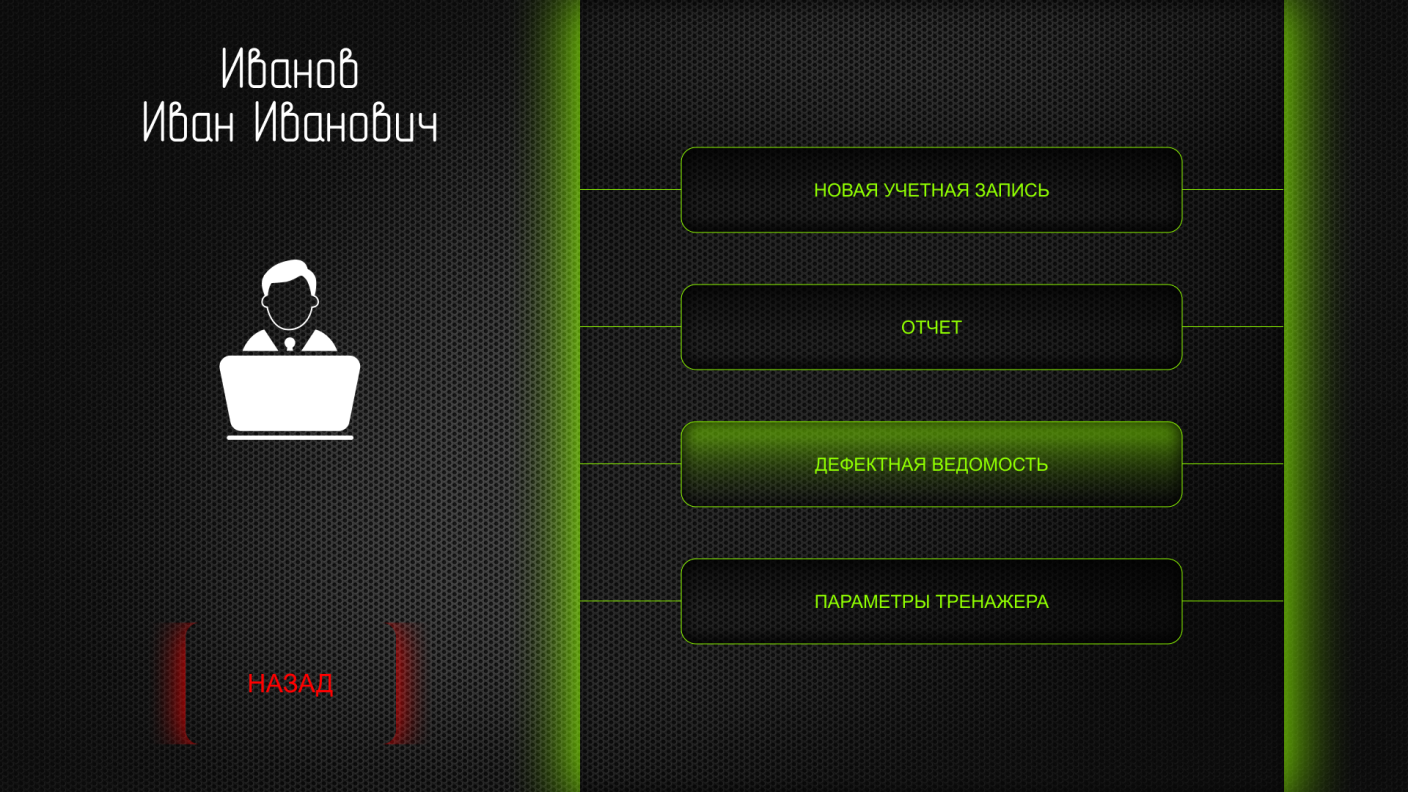 Иванов
Иван Иванович
НОВАЯ УЧЕТНАЯ ЗАПИСЬ
ОТЧЕТ
ДЕФЕКТНАЯ ВЕДОМОСТЬ
ПАРАМЕТРЫ ТРЕНАЖЕРА
НАЗАД